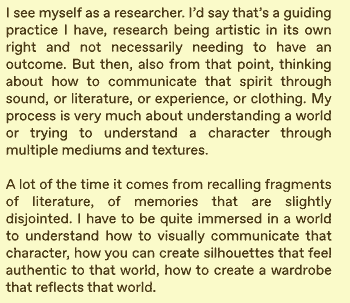 I see myself as a researcher. I'd say that's a guiding
practice I have, research being artistic in its own
right and not necessarily needing to have an
outcome. But then, also from that point, thinking
about how to communicate that spirit through
sound, or literature, or experience, or clothing. My
process is very much about understanding a world
or trying to understand a character through
multiple mediums and textures.

A lot of the time it comes from recalling fragments
of literature, of memories that are slightly
disjointed. I have to be quite immersed in a world
to understand how to visually communicate that
character, how you can create silhouettes that feel
authentic to that world, how to create a wardrobe
that reflects that world.